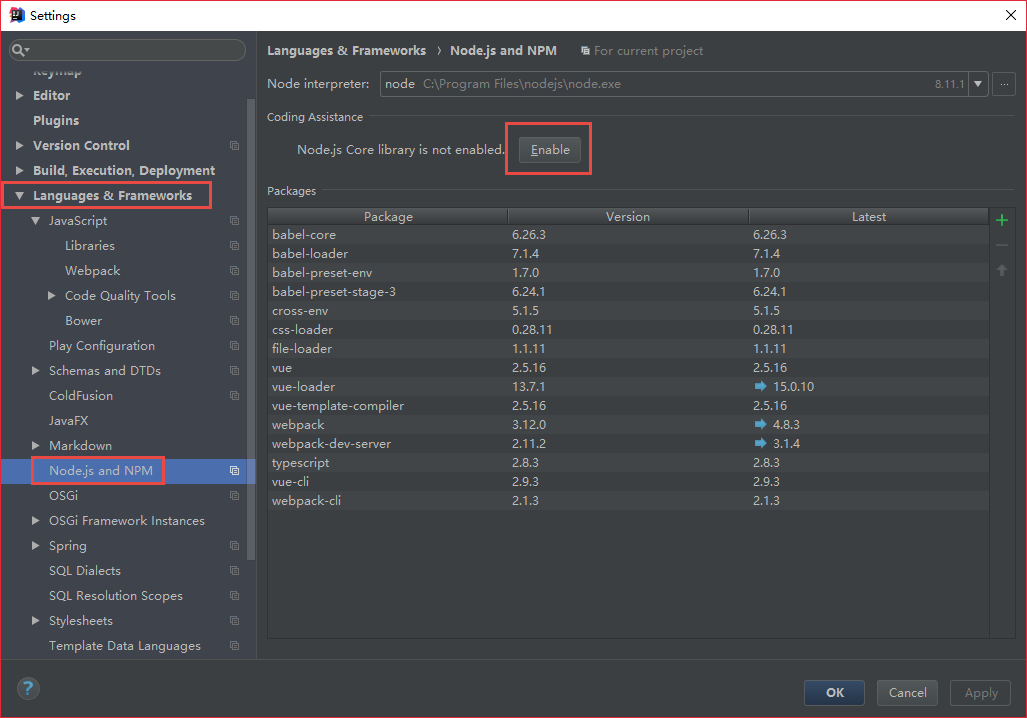 Settings
Keymap
Editor
Plugins
Version Control
Build, Execution, Deployment
Languages & Frameworks
JavaScript
Libraries
Webpack
Code Quality Tools
Bower
Play Configuration
Schemas and DTDs
ColdFusion
JavaFX
Markdown
Node.js and NPM
OSGi
OSGi Framework Instances
Spring
SQL Dialects
SQL Resolution Scopes
Stylesheets
Template Data Languages
Languages & Frameworks › Node.js and NPM For current project
Node interpreter: node C:\Program Files\nodejs\node.exe 8.11.1 ...
Coding Assistance
Node.js Core library is not enabled. Enable
Packages
Package Version Latest
babel-core 6.26.3 6.26.3
babel-loader 7.1.4 7.1.4
babel-preset-env 1.7.0 1.7.0
babel-preset-stage-3 6.24.1 6.24.1
cross-env 5.1.5 5.1.5
css-loader 0.28.11 0.28.11
file-loader 1.1.11 1.1.11
vue 2.5.16 2.5.16
vue-loader 13.7.1 15.0.10
vue-template-compiler 2.5.16 2.5.16
webpack 3.12.0 4.8.3
webpack-dev-server 2.11.2 3.1.4
typescript 2.8.3 2.8.3
vue-cli 2.9.3 2.9.3
webpack-cli 2.1.3 2.1.3
? OK Cancel Apply